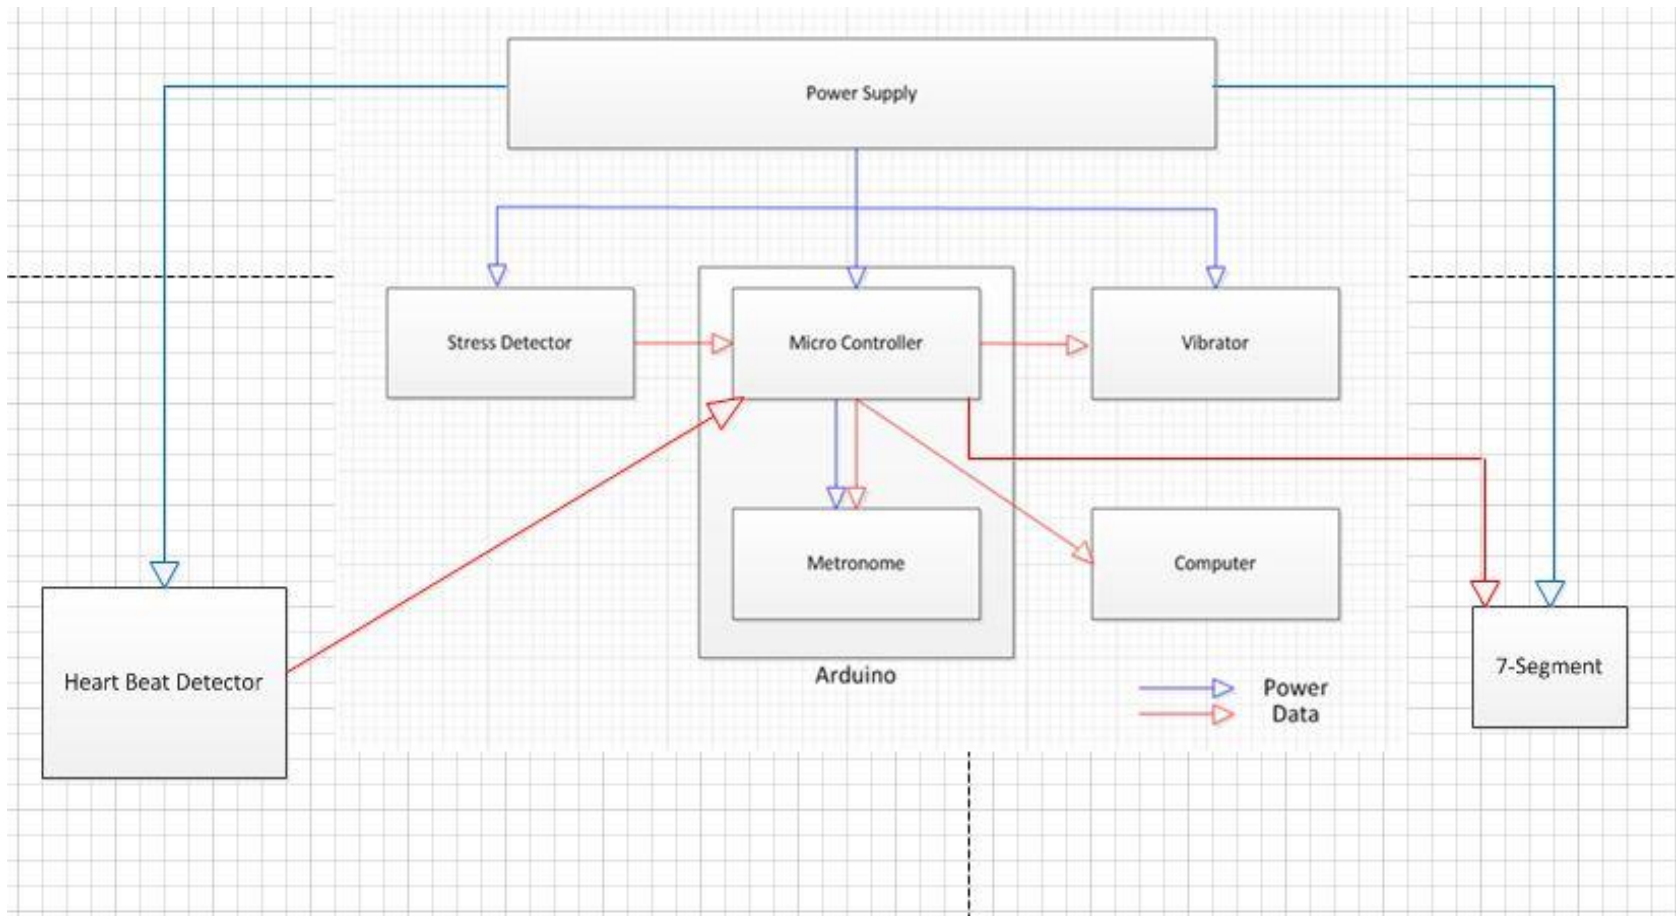 Power Supply
Stress Detector
Micro Controller
Vibrator
Metronome
Computer
Arduino
Heart Beat Detector
7-Segment
Power
Data